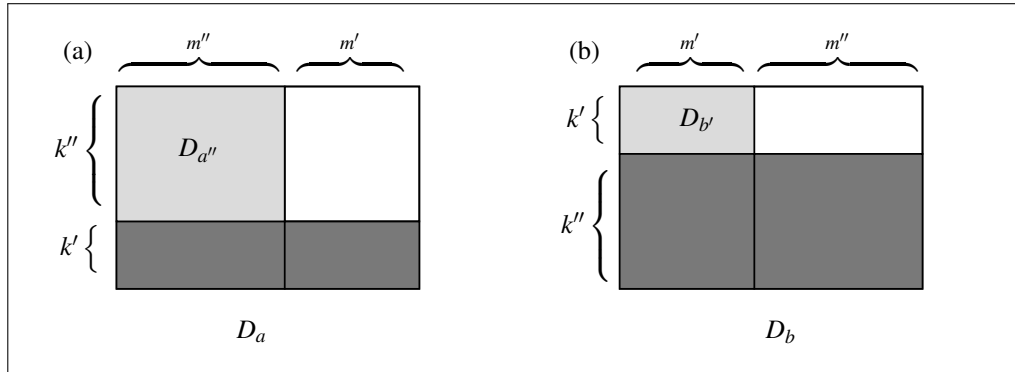 (a) m″ m′
k″ D_{a″}
k′
D_a
(b) m′ m″
k′ D_{b′}
k″
D_b